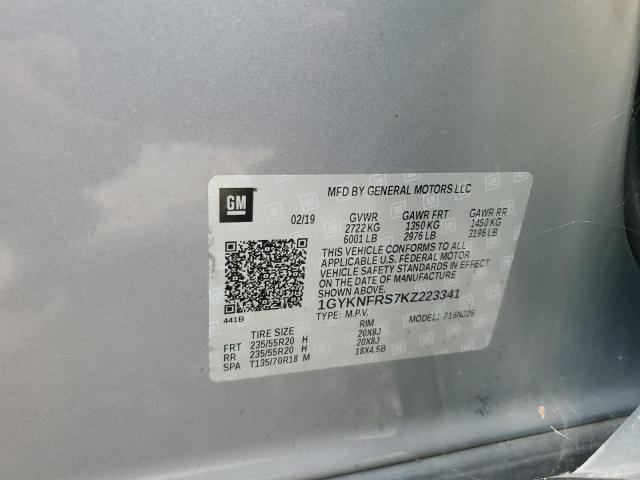 GM
MFD BY GENERAL MOTORS LLC
02/19 GVWR GAWR FRT GAWR RR
2722 KG 1350 KG 1450 KG
6001 LB 2976 LB 3196 LB
THIS VEHICLE CONFORMS TO ALL
APPLICABLE U.S. FEDERAL MOTOR
VEHICLE SAFETY STANDARDS IN EFFECT
ON THE DATE OF MANUFACTURE
SHOWN ABOVE.
1GYKNFRS7KZ223341
441B TYPE: M.P.V. MODEL: 716NJ26
TIRE SIZE RIM
FRT 235/55R20 H 20X8J
RR 235/55R20 H 20X8J
SPA T135/70R18 M 18X4.5B